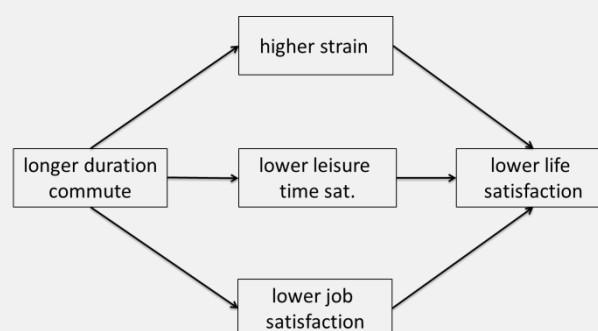 higher strain
longer duration
commute
lower leisure
time sat.
lower life
satisfaction
lower job
satisfaction